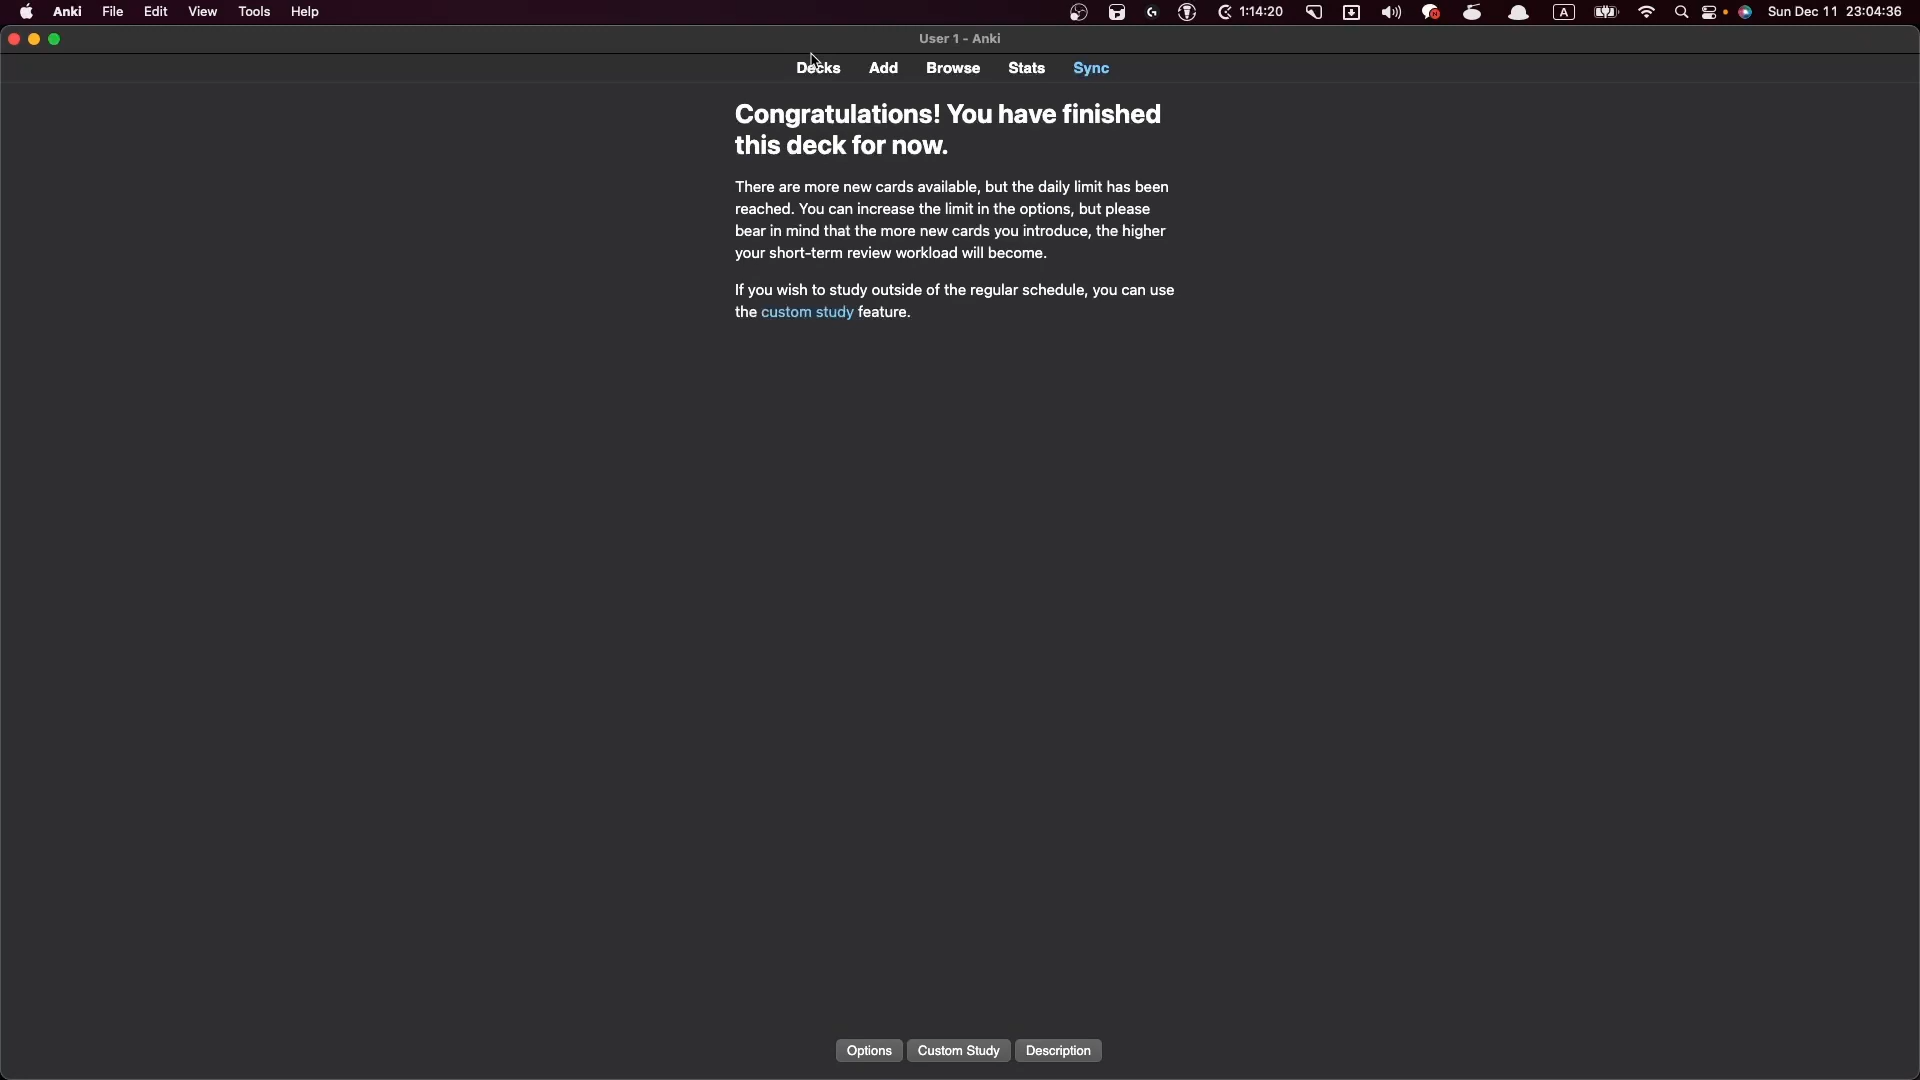 Anki File Edit View Tools Help 1:14:20 A Sun Dec 11 23:04:36
User 1 - Anki
Decks Add Browse Stats Sync
Congratulations! You have finished
this deck for now.
There are more new cards available, but the daily limit has been
reached. You can increase the limit in the options, but please
bear in mind that the more new cards you introduce, the higher
your short-term review workload will become.
If you wish to study outside of the regular schedule, you can use
the custom study feature.
Options Custom Study Description